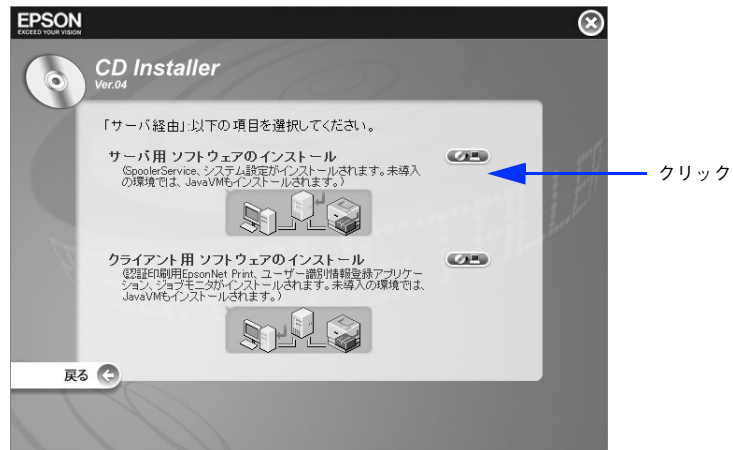 EPSON
EXCEED YOUR VISION
CD Installer
Ver.04
「サーバ経由」:以下の項目を選択してください。
サーバ用 ソフトウェアのインストール
(SpoolerService、システム設定がインストールされます。未導入
の環境では、JavaVMもインストールされます。)
クリック
クライアント用 ソフトウェアのインストール
(認証印刷用EpsonNet Print、ユーザー識別情報登録アプリケー
ション、ジョブモニタがインストールされます。未導入の環境では、
JavaVMもインストールされます。)
戻る